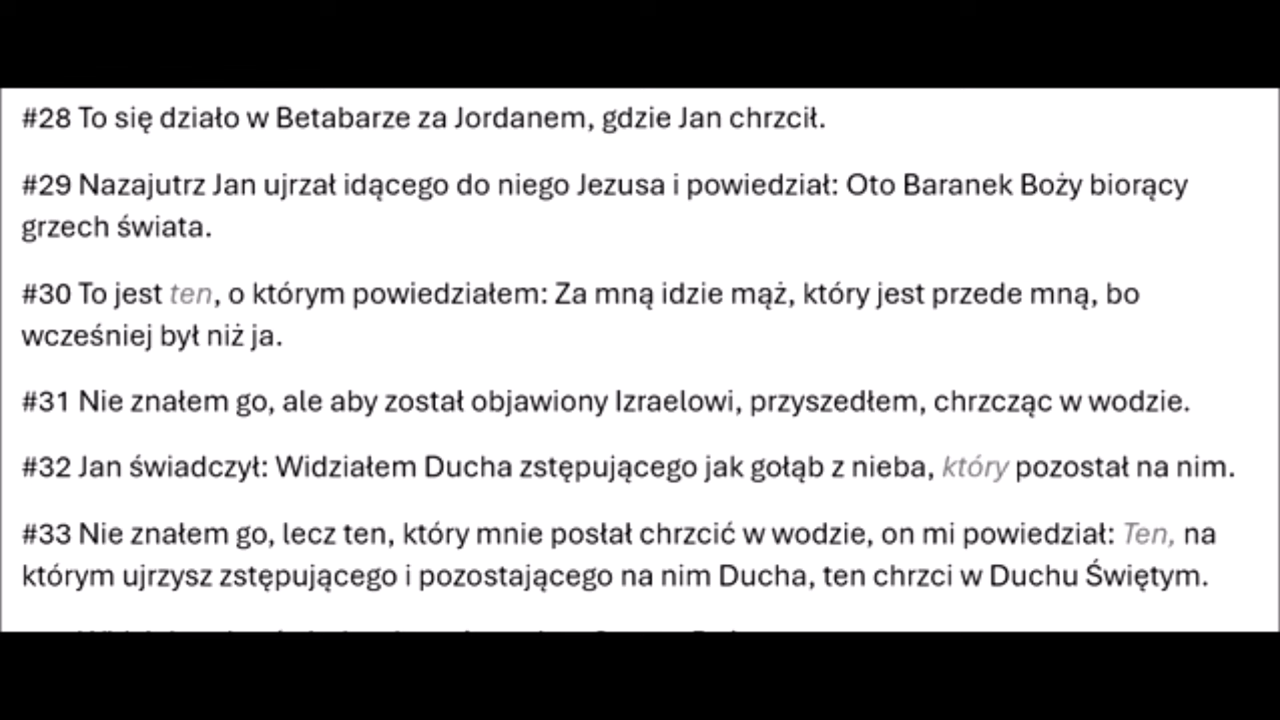 #28 To się działo w Betabarze za Jordanem, gdzie Jan chrzcił.
#29 Nazajutrz Jan ujrzał idącego do niego Jezusa i powiedział: Oto Baranek Boży biorący
grzech świata.
#30 To jest ten, o którym powiedziałem: Za mną idzie mąż, który jest przede mną, bo
wcześniej był niż ja.
#31 Nie znałem go, ale aby został objawiony Izraelowi, przyszedłem, chrzcząc w wodzie.
#32 Jan świadczył: Widziałem Ducha zstępującego jak gołąb z nieba, który pozostał na nim.
#33 Nie znałem go, lecz ten, który mnie posłał chrzcić w wodzie, on mi powiedział: Ten, na
którym ujrzysz zstępującego i pozostającego na nim Ducha, ten chrzci w Duchu Świętym.